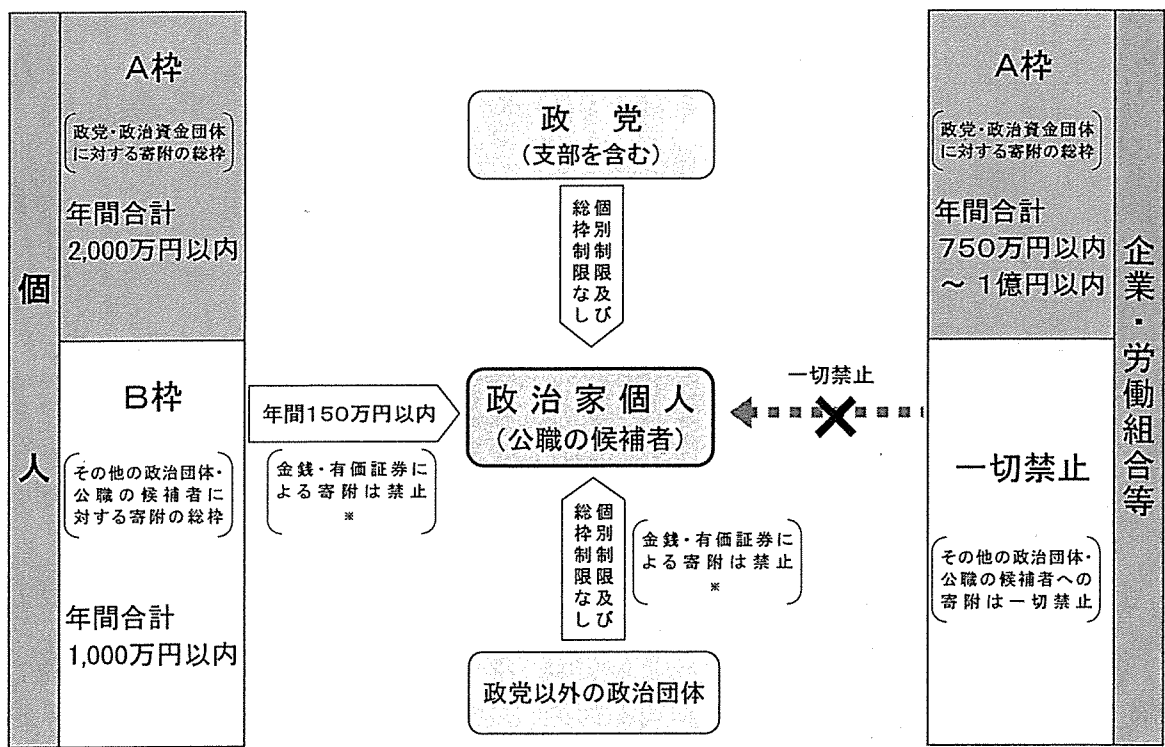 個人
A枠
政党・政治資金団体
に対する寄附の総枠
年間合計
2,000万円以内
B枠
その他の政治団体・
公職の候補者に
対する寄附の総枠
年間合計
1,000万円以内
年間150万円以内
金銭・有価証券に
よる寄附は禁止
※
政党
(支部を含む)
個別制限及び
総枠制限なし
政治家個人
(公職の候補者)
個別制限及び
総枠制限なし
金銭・有価証券に
よる寄附は禁止
※
政党以外の政治団体
一切禁止
A枠
政党・政治資金団体
に対する寄附の総枠
年間合計
750万円以内
~1億円以内
一切禁止
その他の政治団体・
公職の候補者への
寄附は一切禁止
企業・労働組合等